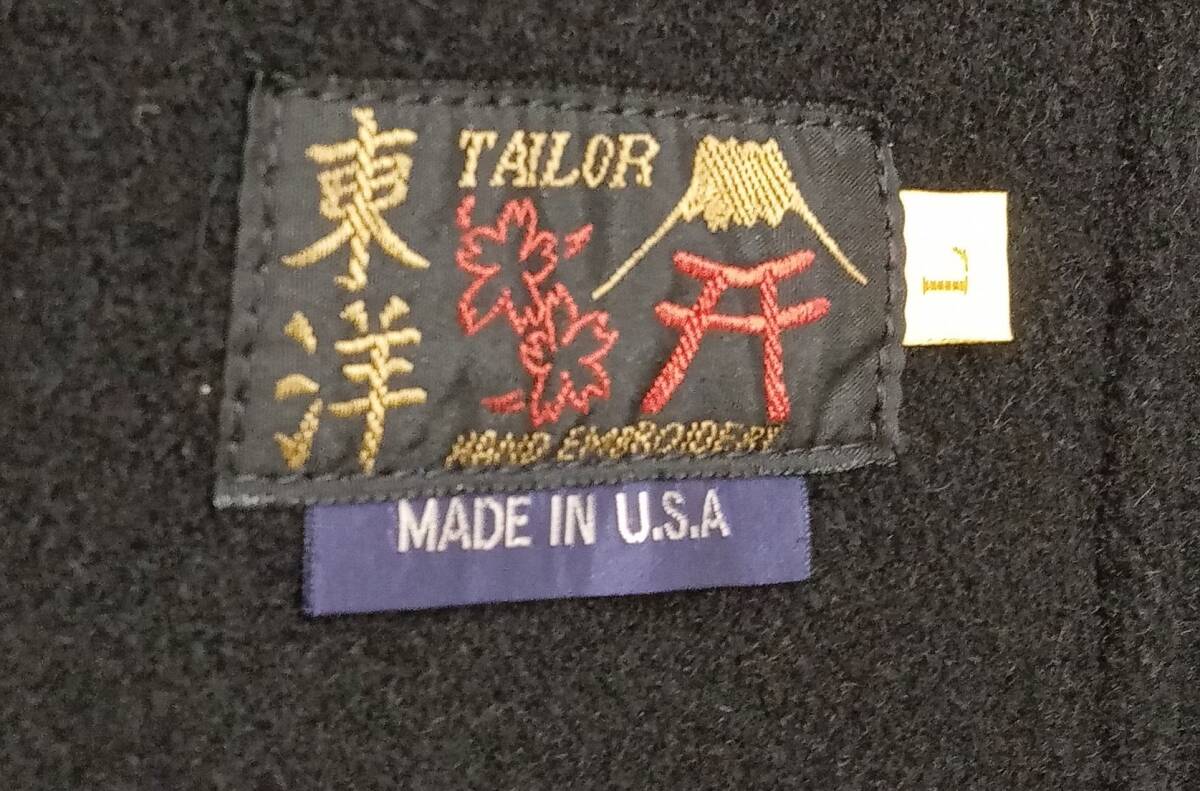 東洋
TAILOR
HAND EMBROIDERY
L
MADE IN U.S.A